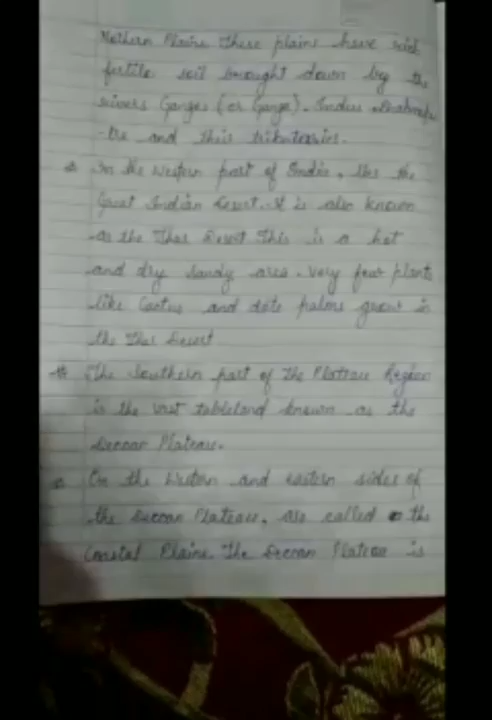 Nothern Plains. These plains have rich
fertile soil brought down by the
rivers Ganges (or Ganga). Indus
-tra and their tributaries.
In the Western part of India, lies the
Great Indian Desert. It is also known
as the Thar Desert This is a hot
and dry sandy area. very few plants
like Cactus and date palms grow in
the Thar Desert
The Southern part of The Plateau Region
is the vast tableland known as the
Deccan Plateau.
On the Western and eastern sides of
the Deccan Plateau, are called the
Coastal Plains. The Deccan Plateau is